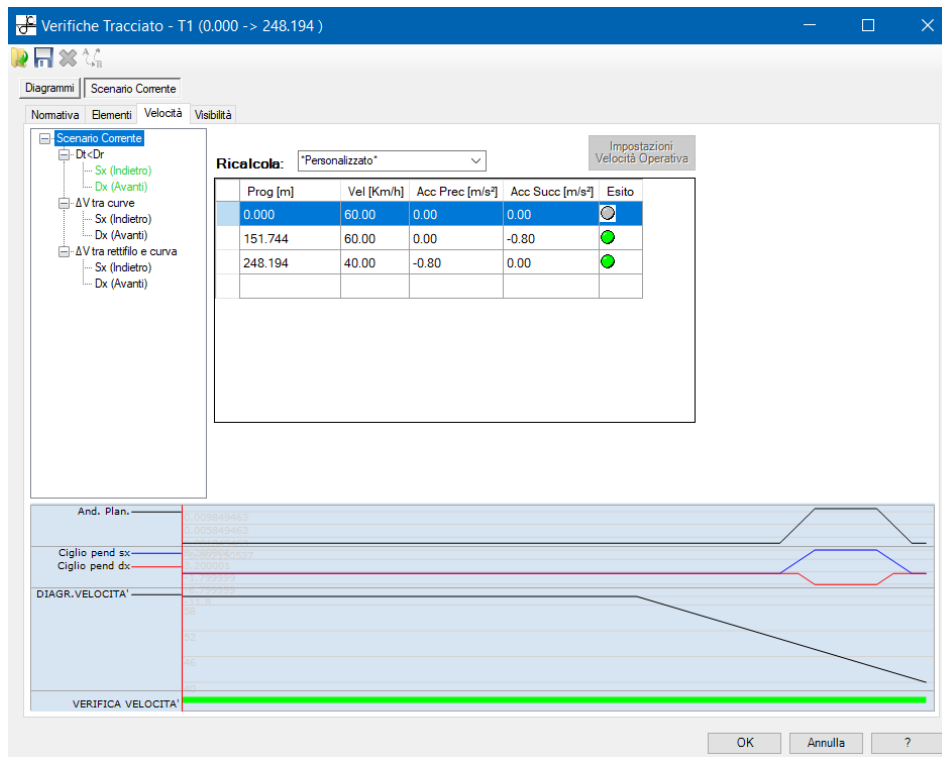 Verifiche Tracciato - T1 (0.000 -> 248.194 )
Diagrammi Scenario Corrente
Normativa Elementi Velocità Visibilità
Scenario Corrente
Dt<Dr
Sx (Indietro)
Dx (Avanti)
ΔV tra curve
Sx (Indietro)
Dx (Avanti)
ΔV tra rettifilo e curva
Sx (Indietro)
Dx (Avanti)
Ricalcola: "Personalizzato"
Impostazioni
Velocità Operativa
Prog [m] Vel [Km/h] Acc Prec [m/s²] Acc Succ [m/s²] Esito
0.000 60.00 0.00 0.00
151.744 60.00 0.00 -0.80
248.194 40.00 -0.80 0.00
And. Plan.
Ciglio pend sx
Ciglio pend dx
DIAGR.VELOCITA'
52
46
VERIFICA VELOCITA'
OK Annulla ?